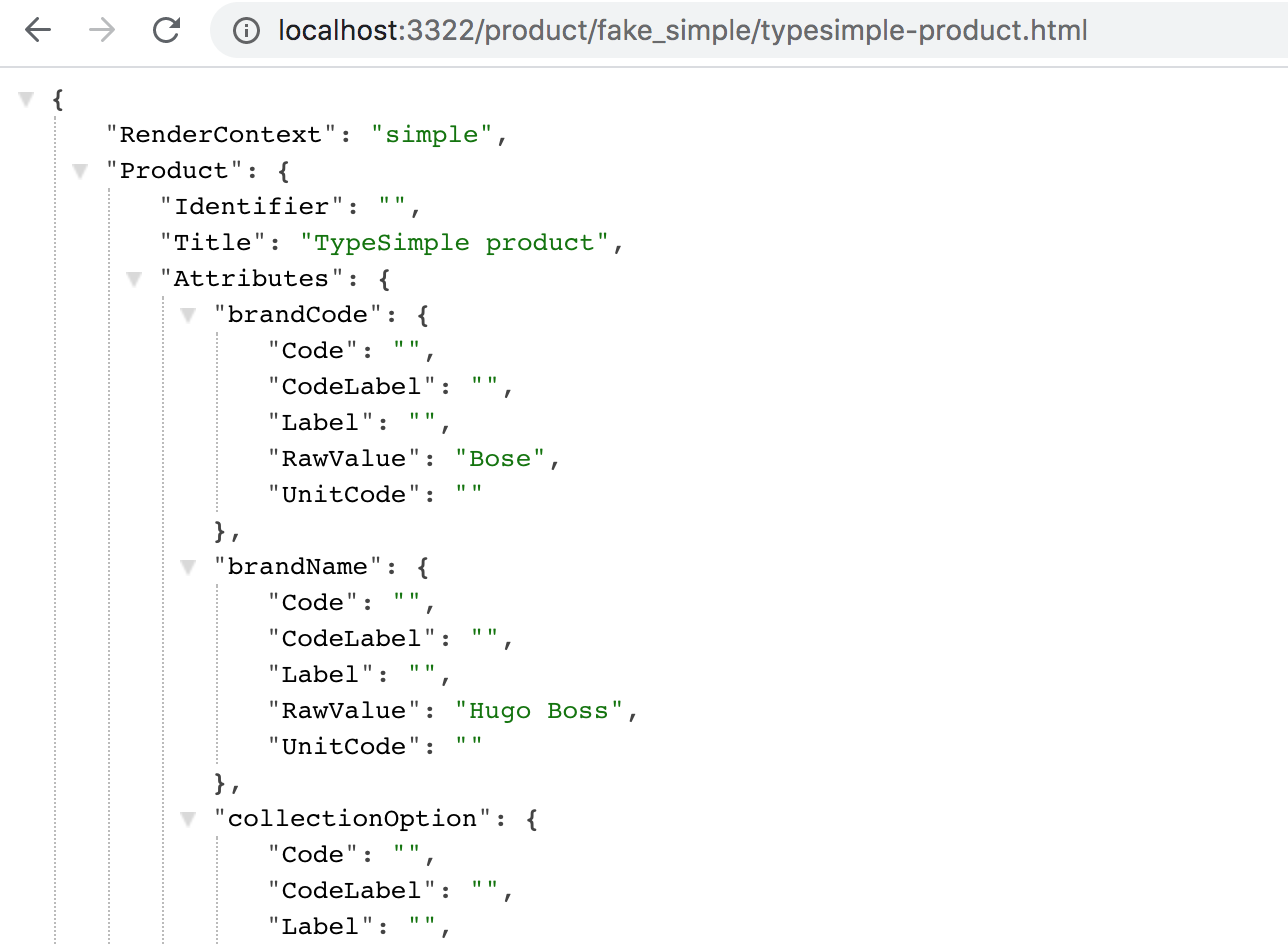 localhost:3322/product/fake_simple/typesimple-product.html
{
"RenderContext": "simple",
"Product": {
"Identifier": "",
"Title": "TypeSimple product",
"Attributes": {
"brandCode": {
"Code": "",
"CodeLabel": "",
"Label": "",
"RawValue": "Bose",
"UnitCode": ""
},
"brandName": {
"Code": "",
"CodeLabel": "",
"Label": "",
"RawValue": "Hugo Boss",
"UnitCode": ""
},
"collectionOption": {
"Code": "",
"CodeLabel": "",
"Label": "",